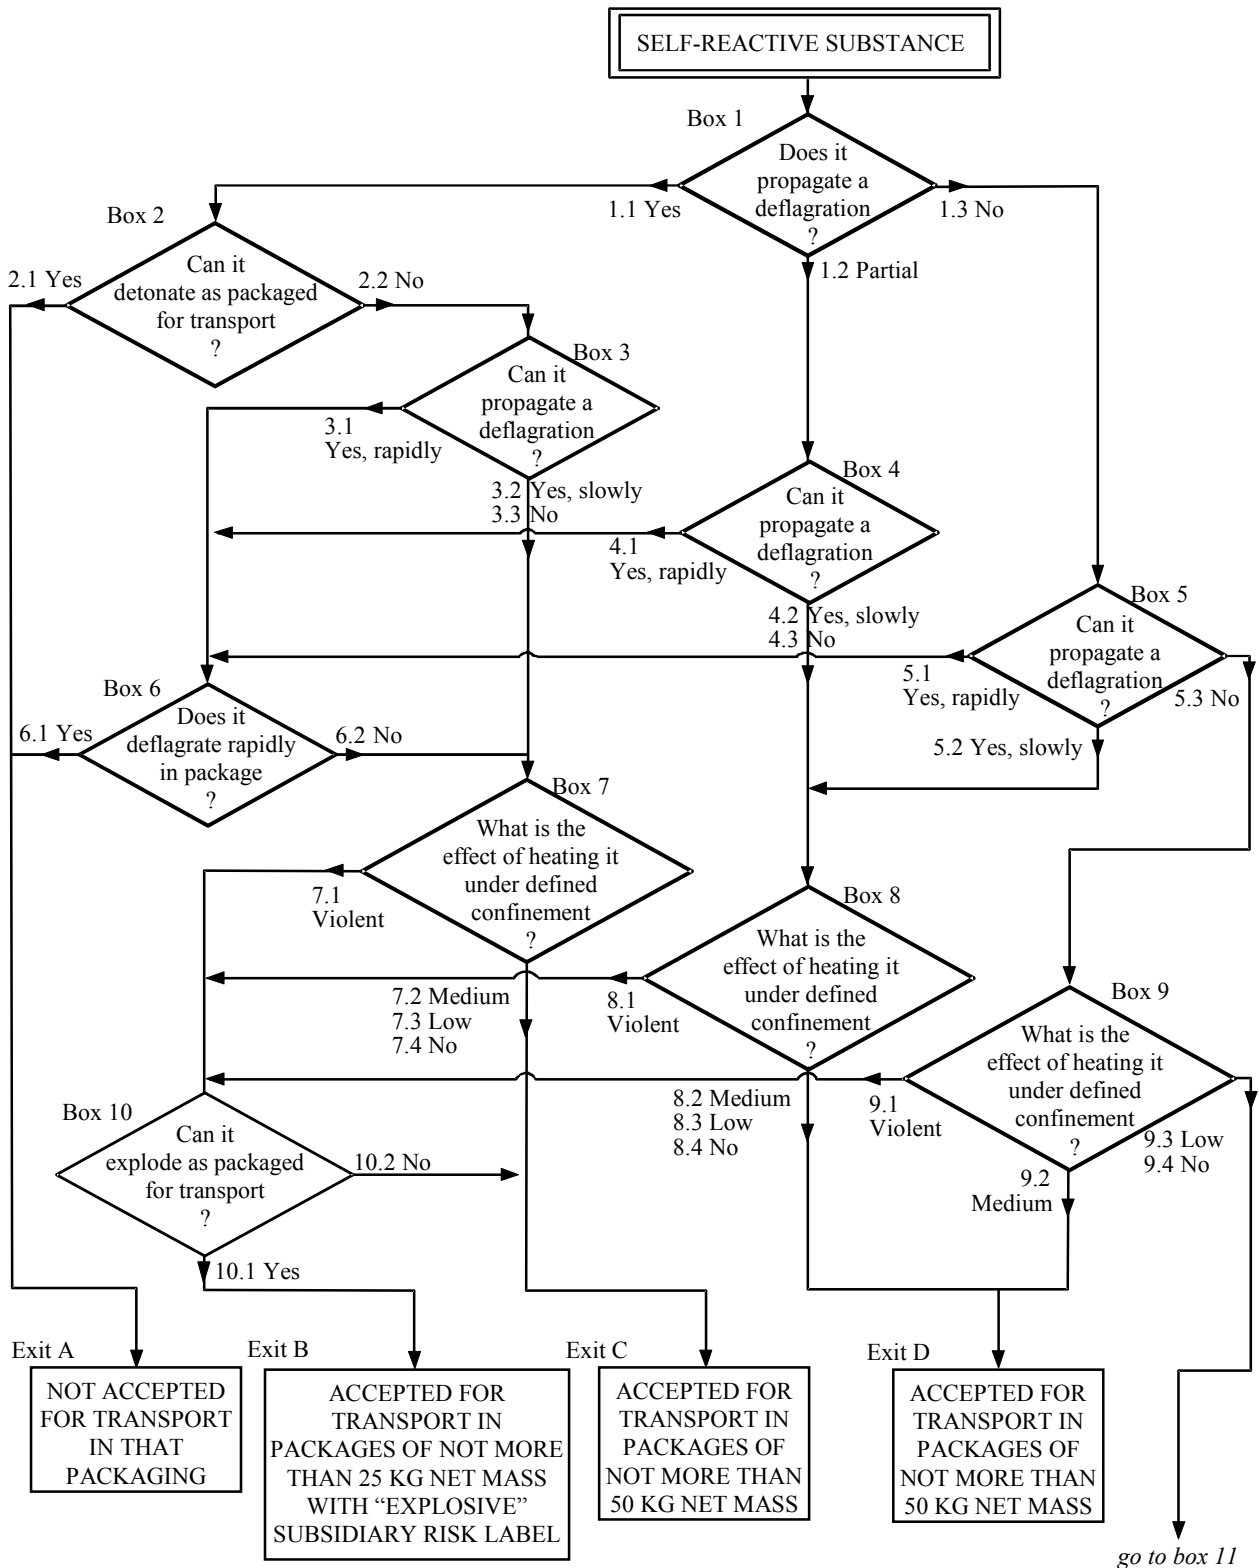 SELF-REACTIVE SUBSTANCE
Box 1
Does it
propagate a
deflagration
?
1.1 Yes
1.3 No
1.2 Partial
Box 2
Can it
detonate as packaged
for transport
?
2.1 Yes
2.2 No
Box 3
Can it
propagate a
deflagration
?
3.1
Yes, rapidly
3.2 Yes, slowly
3.3 No
Box 4
Can it
propagate a
deflagration
?
4.1
Yes, rapidly
4.2 Yes, slowly
4.3 No
Box 5
Can it
propagate a
deflagration
?
5.1
Yes, rapidly
5.3 No
5.2 Yes, slowly
Box 6
Does it
deflagrate rapidly
in package
?
6.1 Yes
6.2 No
Box 7
What is the
effect of heating it
under defined
confinement
?
7.1
Violent
7.2 Medium
7.3 Low
7.4 No
Box 8
What is the
effect of heating it
under defined
confinement
?
8.1
Violent
8.2 Medium
8.3 Low
8.4 No
Box 9
What is the
effect of heating it
under defined
confinement
?
9.1
Violent
9.2
Medium
9.3 Low
9.4 No
Box 10
Can it
explode as packaged
for transport
?
10.2 No
10.1 Yes
Exit A
NOT ACCEPTED
FOR TRANSPORT
IN THAT
PACKAGING
Exit B
ACCEPTED FOR
TRANSPORT IN
PACKAGES OF NOT MORE
THAN 25 KG NET MASS
WITH “EXPLOSIVE”
SUBSIDIARY RISK LABEL
Exit C
ACCEPTED FOR
TRANSPORT IN
PACKAGES OF
NOT MORE THAN
50 KG NET MASS
Exit D
ACCEPTED FOR
TRANSPORT IN
PACKAGES OF
NOT MORE THAN
50 KG NET MASS
go to box 11